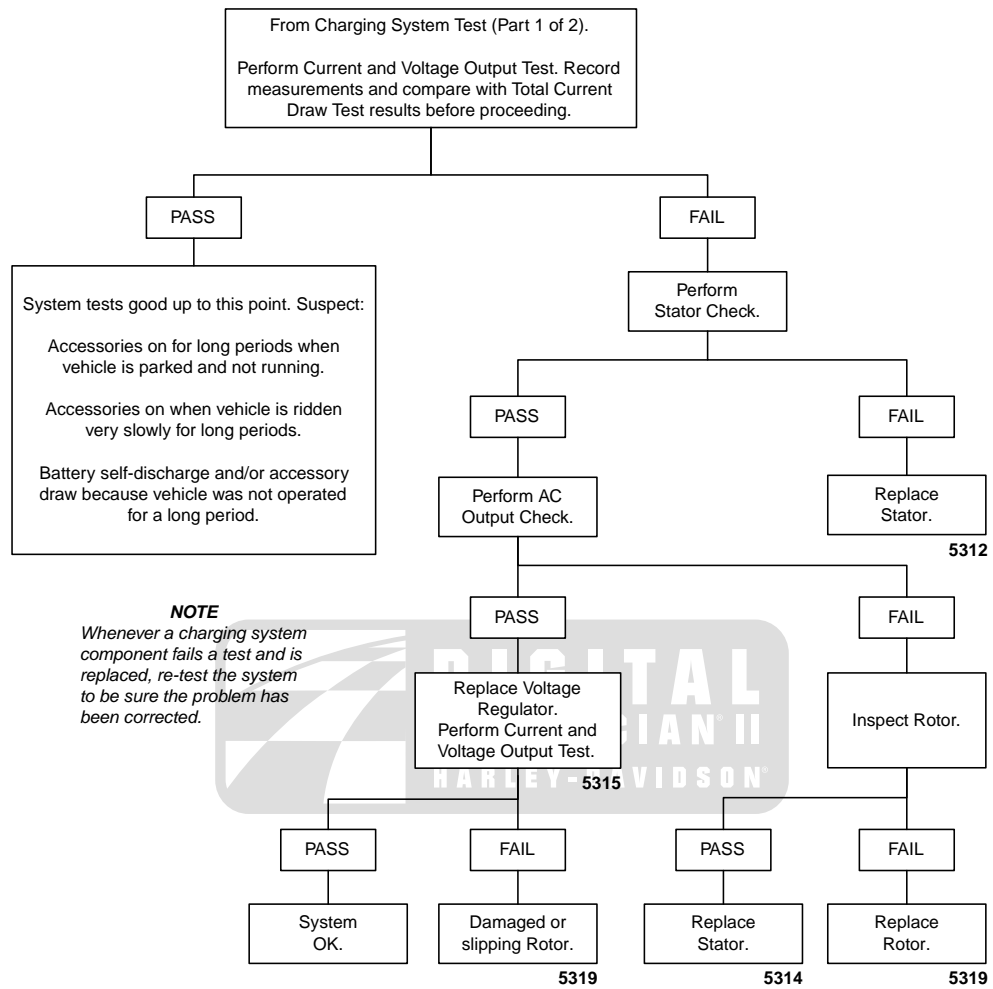 From Charging System Test (Part 1 of 2).
Perform Current and Voltage Output Test. Record
measurements and compare with Total Current
Draw Test results before proceeding.
PASS
FAIL
System tests good up to this point. Suspect:
Accessories on for long periods when
vehicle is parked and not running.
Accessories on when vehicle is ridden
very slowly for long periods.
Battery self-discharge and/or accessory
draw because vehicle was not operated
for a long period.
Perform
Stator Check.
PASS
FAIL
Perform AC
Output Check.
Replace
Stator.
5312
NOTE
Whenever a charging system
component fails a test and is
replaced, re-test the system
to be sure the problem has
been corrected.
PASS
FAIL
Replace Voltage
Regulator.
Perform Current and
Voltage Output Test.
5315
Inspect Rotor.
PASS
FAIL
PASS
FAIL
System
OK.
Damaged or
slipping Rotor.
5319
Replace
Stator.
5314
Replace
Rotor.
5319